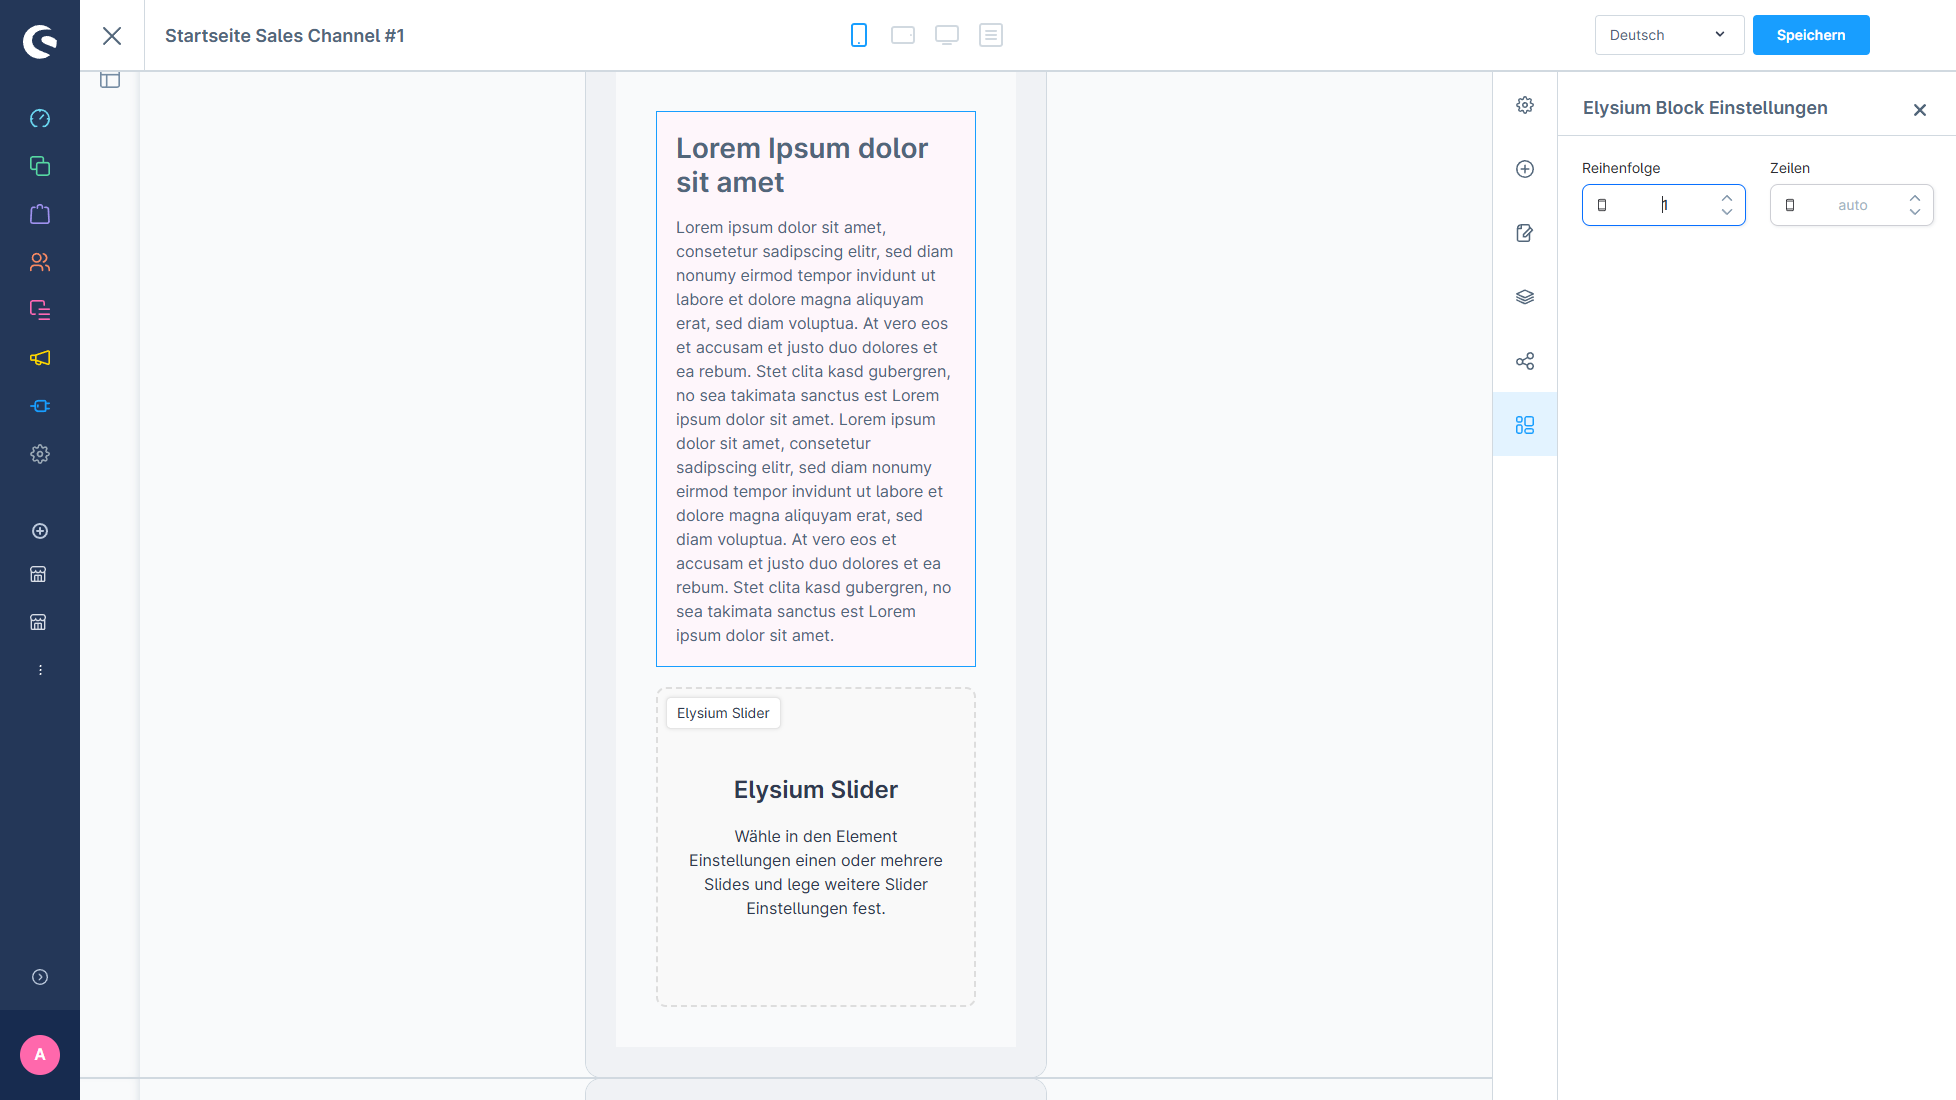 Startseite Sales Channel #1
Deutsch
Speichern
Lorem Ipsum dolor
sit amet
Lorem ipsum dolor sit amet,
consetetur sadipscing elitr, sed diam
nonumy eirmod tempor invidunt ut
labore et dolore magna aliquyam
erat, sed diam voluptua. At vero eos
et accusam et justo duo dolores et
ea rebum. Stet clita kasd gubergren,
no sea takimata sanctus est Lorem
ipsum dolor sit amet. Lorem ipsum
dolor sit amet, consetetur
sadipscing elitr, sed diam nonumy
eirmod tempor invidunt ut labore et
dolore magna aliquyam erat, sed
diam voluptua. At vero eos et
accusam et justo duo dolores et ea
rebum. Stet clita kasd gubergren, no
sea takimata sanctus est Lorem
ipsum dolor sit amet.
Elysium Slider
Elysium Slider
Wähle in den Element
Einstellungen einen oder mehrere
Slides und lege weitere Slider
Einstellungen fest.
Elysium Block Einstellungen
Reihenfolge
Zeilen
1
auto
A